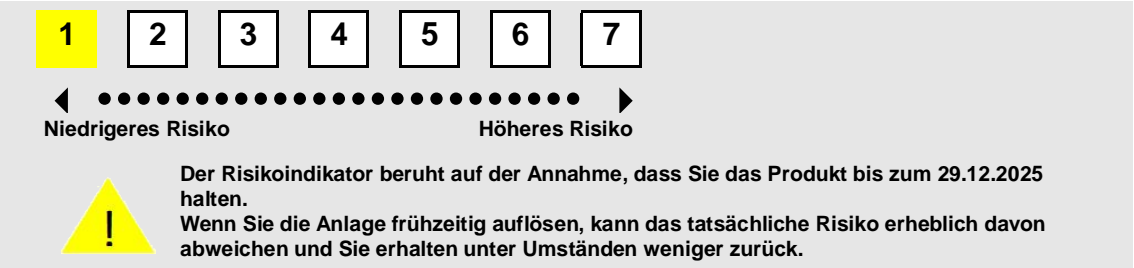 1 2 3 4 5 6 7
Niedrigeres Risiko Höheres Risiko
Der Risikoindikator beruht auf der Annahme, dass Sie das Produkt bis zum 29.12.2025
halten.
!
Wenn Sie die Anlage frühzeitig auflösen, kann das tatsächliche Risiko erheblich davon
abweichen und Sie erhalten unter Umständen weniger zurück.